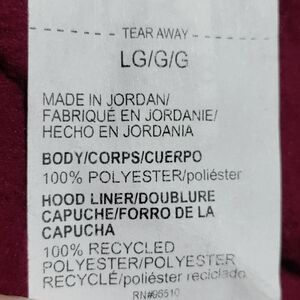 TEAR AWAY
LG/G/G
MADE IN JORDAN/
FABRIQUÉ EN JORDANIE/
HECHO EN JORDANIA
BODY/CORPS/CUERPO
100% POLYESTER/poliéster
HOOD LINER/DOUBLURE
CAPUCHE/FORRO DE LA
CAPUCHA
100% RECYCLED
POLYESTER/POLYESTER
RECYCLÉ/poliéster reciclado